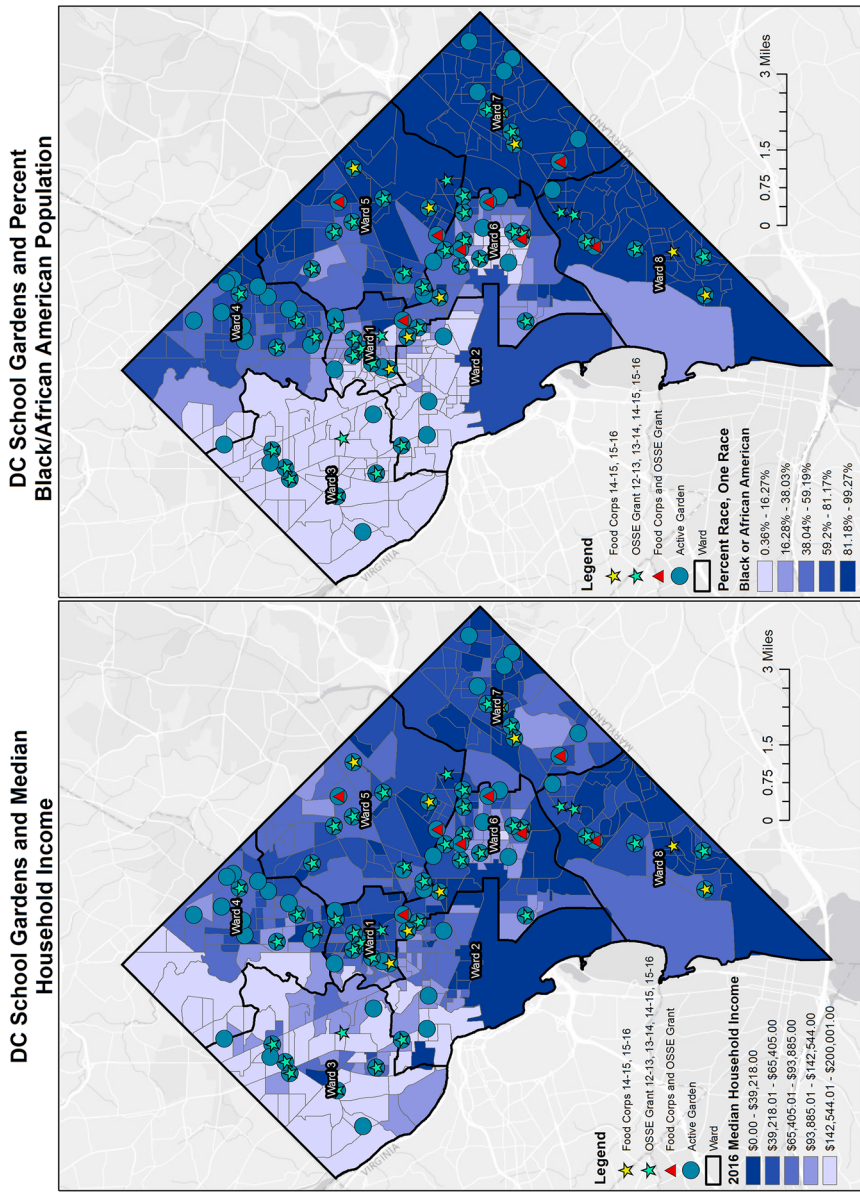 DC School Gardens and Median
Household Income
Ward 3
Ward 4
Ward 1
Ward 5
Ward 2
Ward 6
Ward 7
Ward 8
VIRGINIA
MARYLAND
Legend
Food Corps 14-15, 15-16
OSSE Grant 12-13, 13-14, 14-15, 15-16
Food Corps and OSSE Grant
Active Garden
Ward
2016 Median Household Income
$0.00 - $39,218.00
$39,218.01 - $65,405.00
$65,405.01 - $93,885.00
$93,885.01 - $142,544.00
$142,544.01 - $200,001.00
0 0.75 1.5 3 Miles
DC School Gardens and Percent
Black/African American Population
Ward 3
Ward 4
Ward 1
Ward 5
Ward 2
Ward 6
Ward 7
Ward 8
VIRGINIA
MARYLAND
Legend
Food Corps 14-15, 15-16
OSSE Grant 12-13, 13-14, 14-15, 15-16
Food Corps and OSSE Grant
Active Garden
Ward
Percent Race, One Race
Black or African American
0.36% - 16.27%
16.28% - 38.03%
38.04% - 59.19%
59.2% - 81.17%
81.18% - 99.27%
0 0.75 1.5 3 Miles